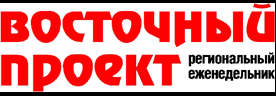 ВОСТОЧНЫЙ
ПРОЕКТ
региональный
еженедельник